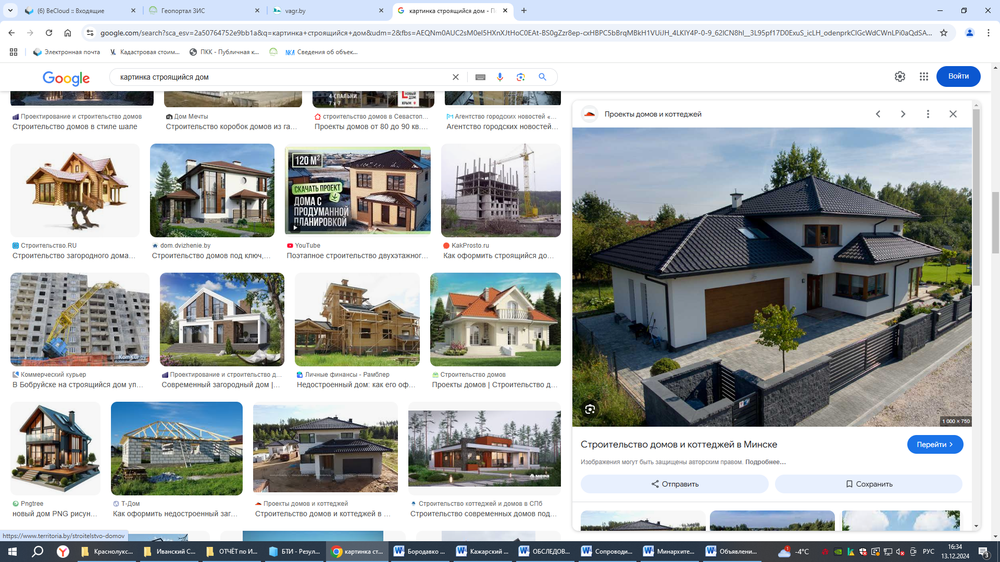 (6) BeCloud :: Входящие
Геопортал ЗИС
vagr.by
картинка строящийся дом - По
google.com/search?sca_esv=2a50764752e9bb1a&q=картинка+строящийся+дом&udm=2&fbs=
Электронная почта
Кадастровая стоим...
ПКК - Публичная к...
NKA Сведения об объек...
Google
картинка строящийся дом
Войти
4-СПАЛЬНИ
7 x 7
НОВЫЙ
ДОМ
КРЫМ
Проектирование и строительство домов
Строительство домов в стиле шале
Дом Мечты
Строительство коробок домов из га...
строительство домов в Севастоп...
Проекты домов от 80 до 90 кв....
Агентство городских новостей «...
Агентство городских новостей...
Проекты домов и коттеджей
120 М²
СКАЧАТЬ ПРОЕКТ
ДОМА С
ПРОДУМАННОЙ
ПЛАНИРОВКОЙ
Строительство.RU
Строительство загородного дома...
dom.dvizhenie.by
Строительство домов под ключ,...
YouTube
Поэтапное строительство двухэтажног...
KakProsto.ru
Как оформить строящийся до...
KomKur.by
Коммерческий курьер
В Бобруйске на строящийся дом уп...
Проектирование и строительство д...
Современный загородный дом |...
Личные финансы - Рамблер
Недостроенный дом: как его оф...
Строительство домов
Проекты домов | Строительство д...
1 000 × 750
Строительство домов и коттеджей в Минске
Перейти
Изображения могут быть защищены авторским правом. Подробнее...
Отправить
Сохранить
мера
Pngtree
новый дом PNG рисун...
Т-Дом
Как оформить недостроенный заг...
Проекты домов и коттеджей
Строительство домов и коттеджей в ...
Строительство коттеджей и домов в СПб
Строительство современных домов под...
https://www.territoria.by/stroitelstvo-domov
Краснолукс...
Иванский С...
ОТЧЁТ по И...
БТИ - Резул...
картинка ст...
Бородавко ...
Кажарский ...
ОБСЛЕДОВ...
Сопроводи...
Минархите...
Объявлени...
1
-4°C
РУС
16:34
13.12.2024
3